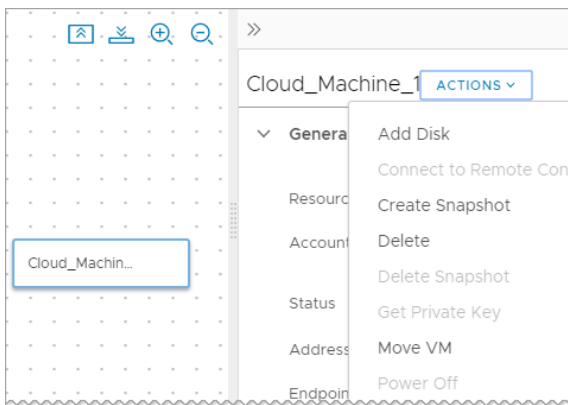 Cloud_Machine_1
ACTIONS
Genera
Add Disk
Connect to Remote Con
Resourc
Create Snapshot
Account
Delete
Cloud_Machin...
Delete Snapshot
Status
Get Private Key
Address
Move VM
Endpoin
Power Off